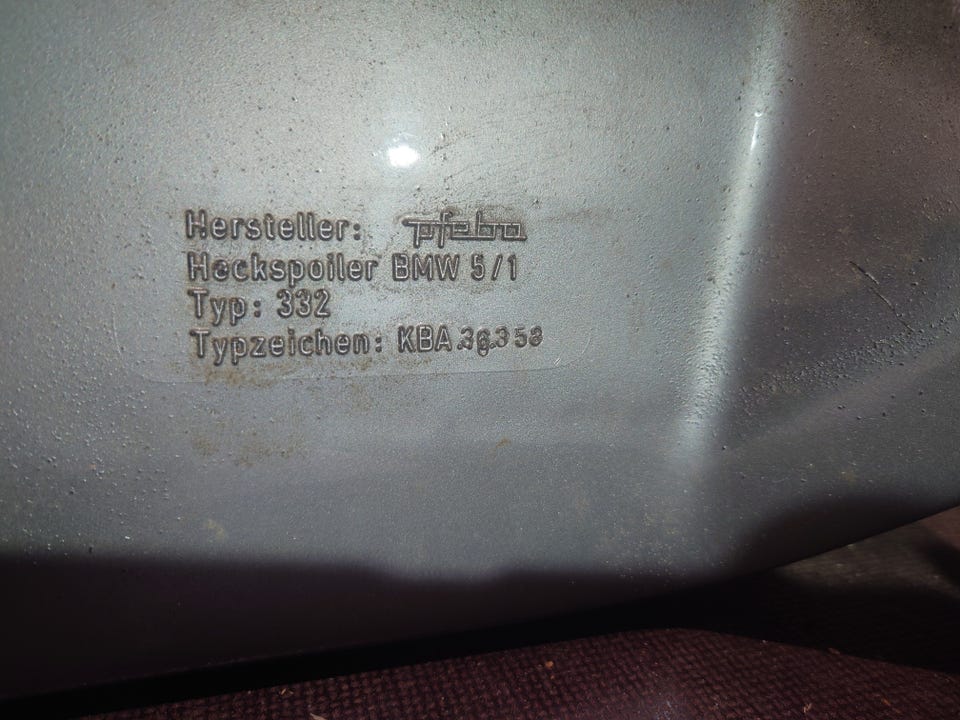 Hersteller: pfeba
Heckspoiler BMW 5/1
Typ: 332
Typzeichen: KBA 36358